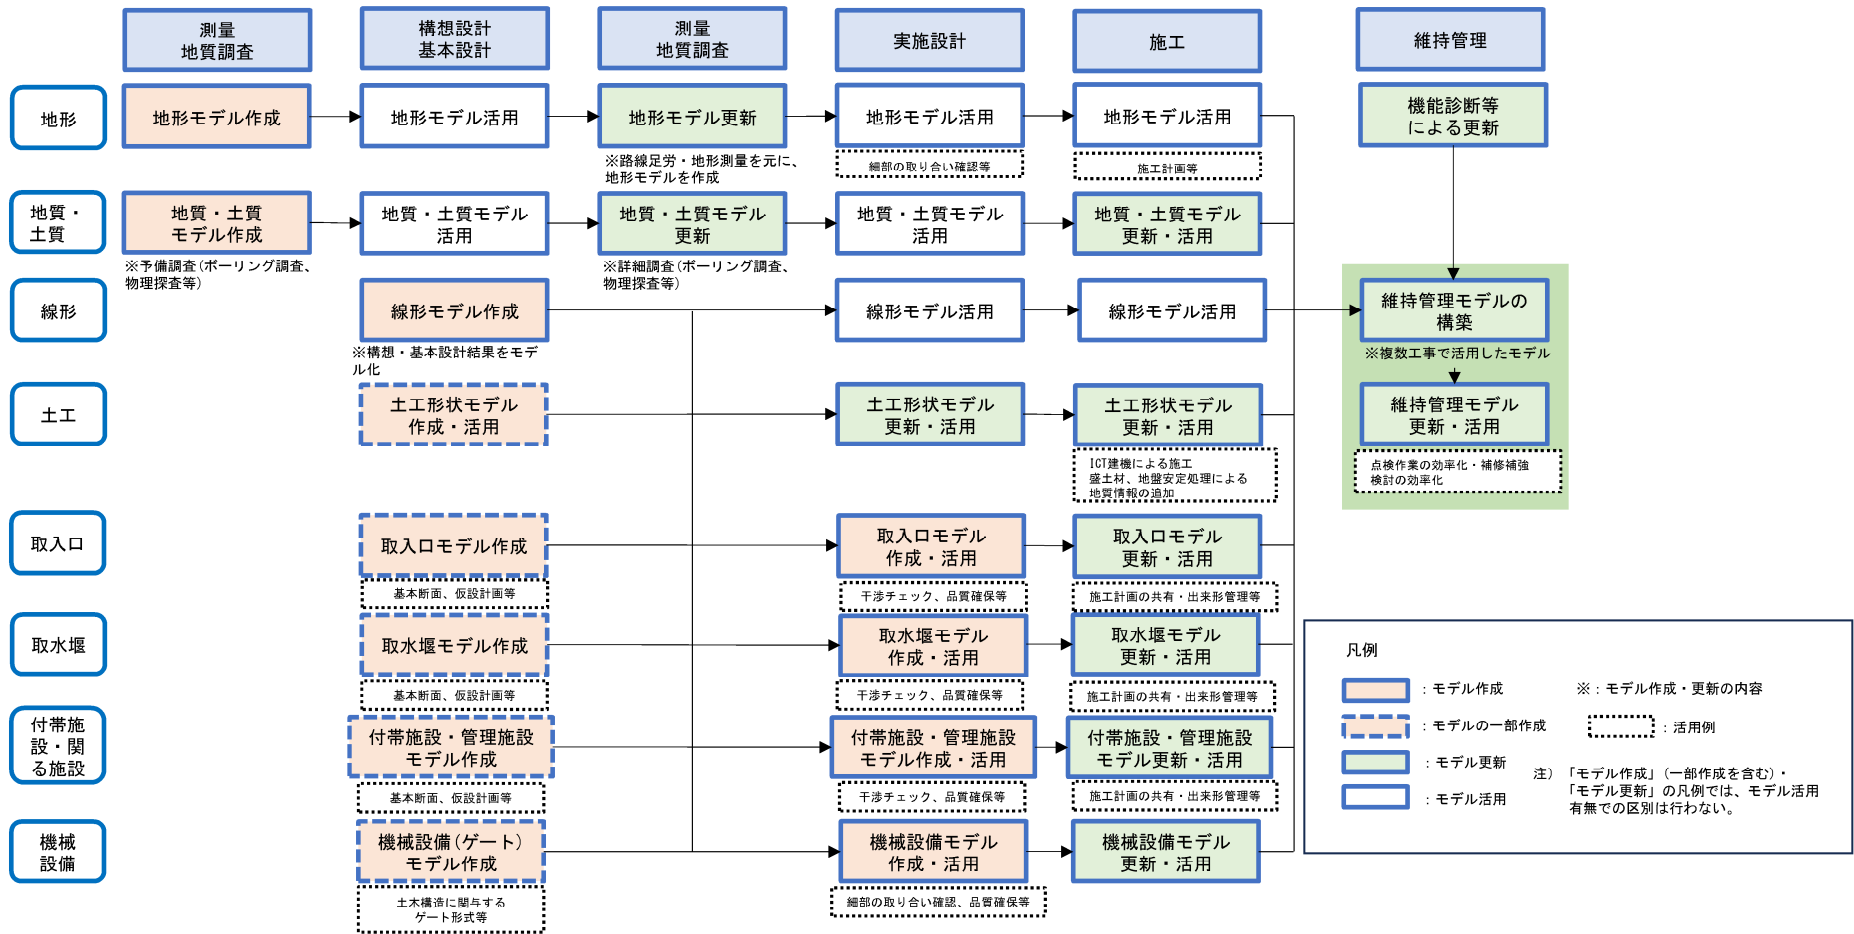 測量
地質調査
構想設計
基本設計
測量
地質調査
実施設計
施工
維持管理
地形
地形モデル作成
地形モデル活用
地形モデル更新
※路線足労・地形測量を元に、
地形モデルを作成
地形モデル活用
細部の取り合い確認等
地形モデル活用
施工計画等
機能診断等
による更新
地質・
土質
地質・土質
モデル作成
※予備調査(ボーリング調査、
物理探査等)
地質・土質モデル
活用
地質・土質モデル
更新
※詳細調査(ボーリング調査、
物理探査等)
地質・土質モデル
活用
地質・土質モデル
更新・活用
線形
線形モデル作成
※構想・基本設計結果をモデ
ル化
線形モデル活用
線形モデル活用
維持管理モデルの
構築
※複数工事で活用したモデル
土工
土工形状モデル
作成・活用
土工形状モデル
更新・活用
土工形状モデル
更新・活用
ICT建機による施工
盛土材、地盤安定処理による
地質情報の追加
維持管理モデル
更新・活用
点検作業の効率化・補修補強
検討の効率化
取入口
取入口モデル作成
基本断面、仮設計画等
取入口モデル
作成・活用
干渉チェック、品質確保等
取入口モデル
更新・活用
施工計画の共有・出来形管理等
取水堰
取水堰モデル作成
基本断面、仮設計画等
取水堰モデル
作成・活用
干渉チェック、品質確保等
取水堰モデル
更新・活用
施工計画の共有・出来形管理等
付帯施
設・関
る施設
付帯施設・管理施設
モデル作成
基本断面、仮設計画等
付帯施設・管理施設
モデル作成・活用
干渉チェック、品質確保等
付帯施設・管理施設
モデル更新・活用
施工計画の共有・出来形管理等
機械
設備
機械設備(ゲート)
モデル作成
土木構造に関与する
ゲート形式等
機械設備モデル
作成・活用
細部の取り合い確認、品質確保等
機械設備モデル
更新・活用
凡例
：モデル作成
※：モデル作成・更新の内容
：モデルの一部作成
：活用例
：モデル更新
：モデル活用
注) 「モデル作成」(一部作成を含む)・
「モデル更新」の凡例では、モデル活用
有無での区別は行わない。